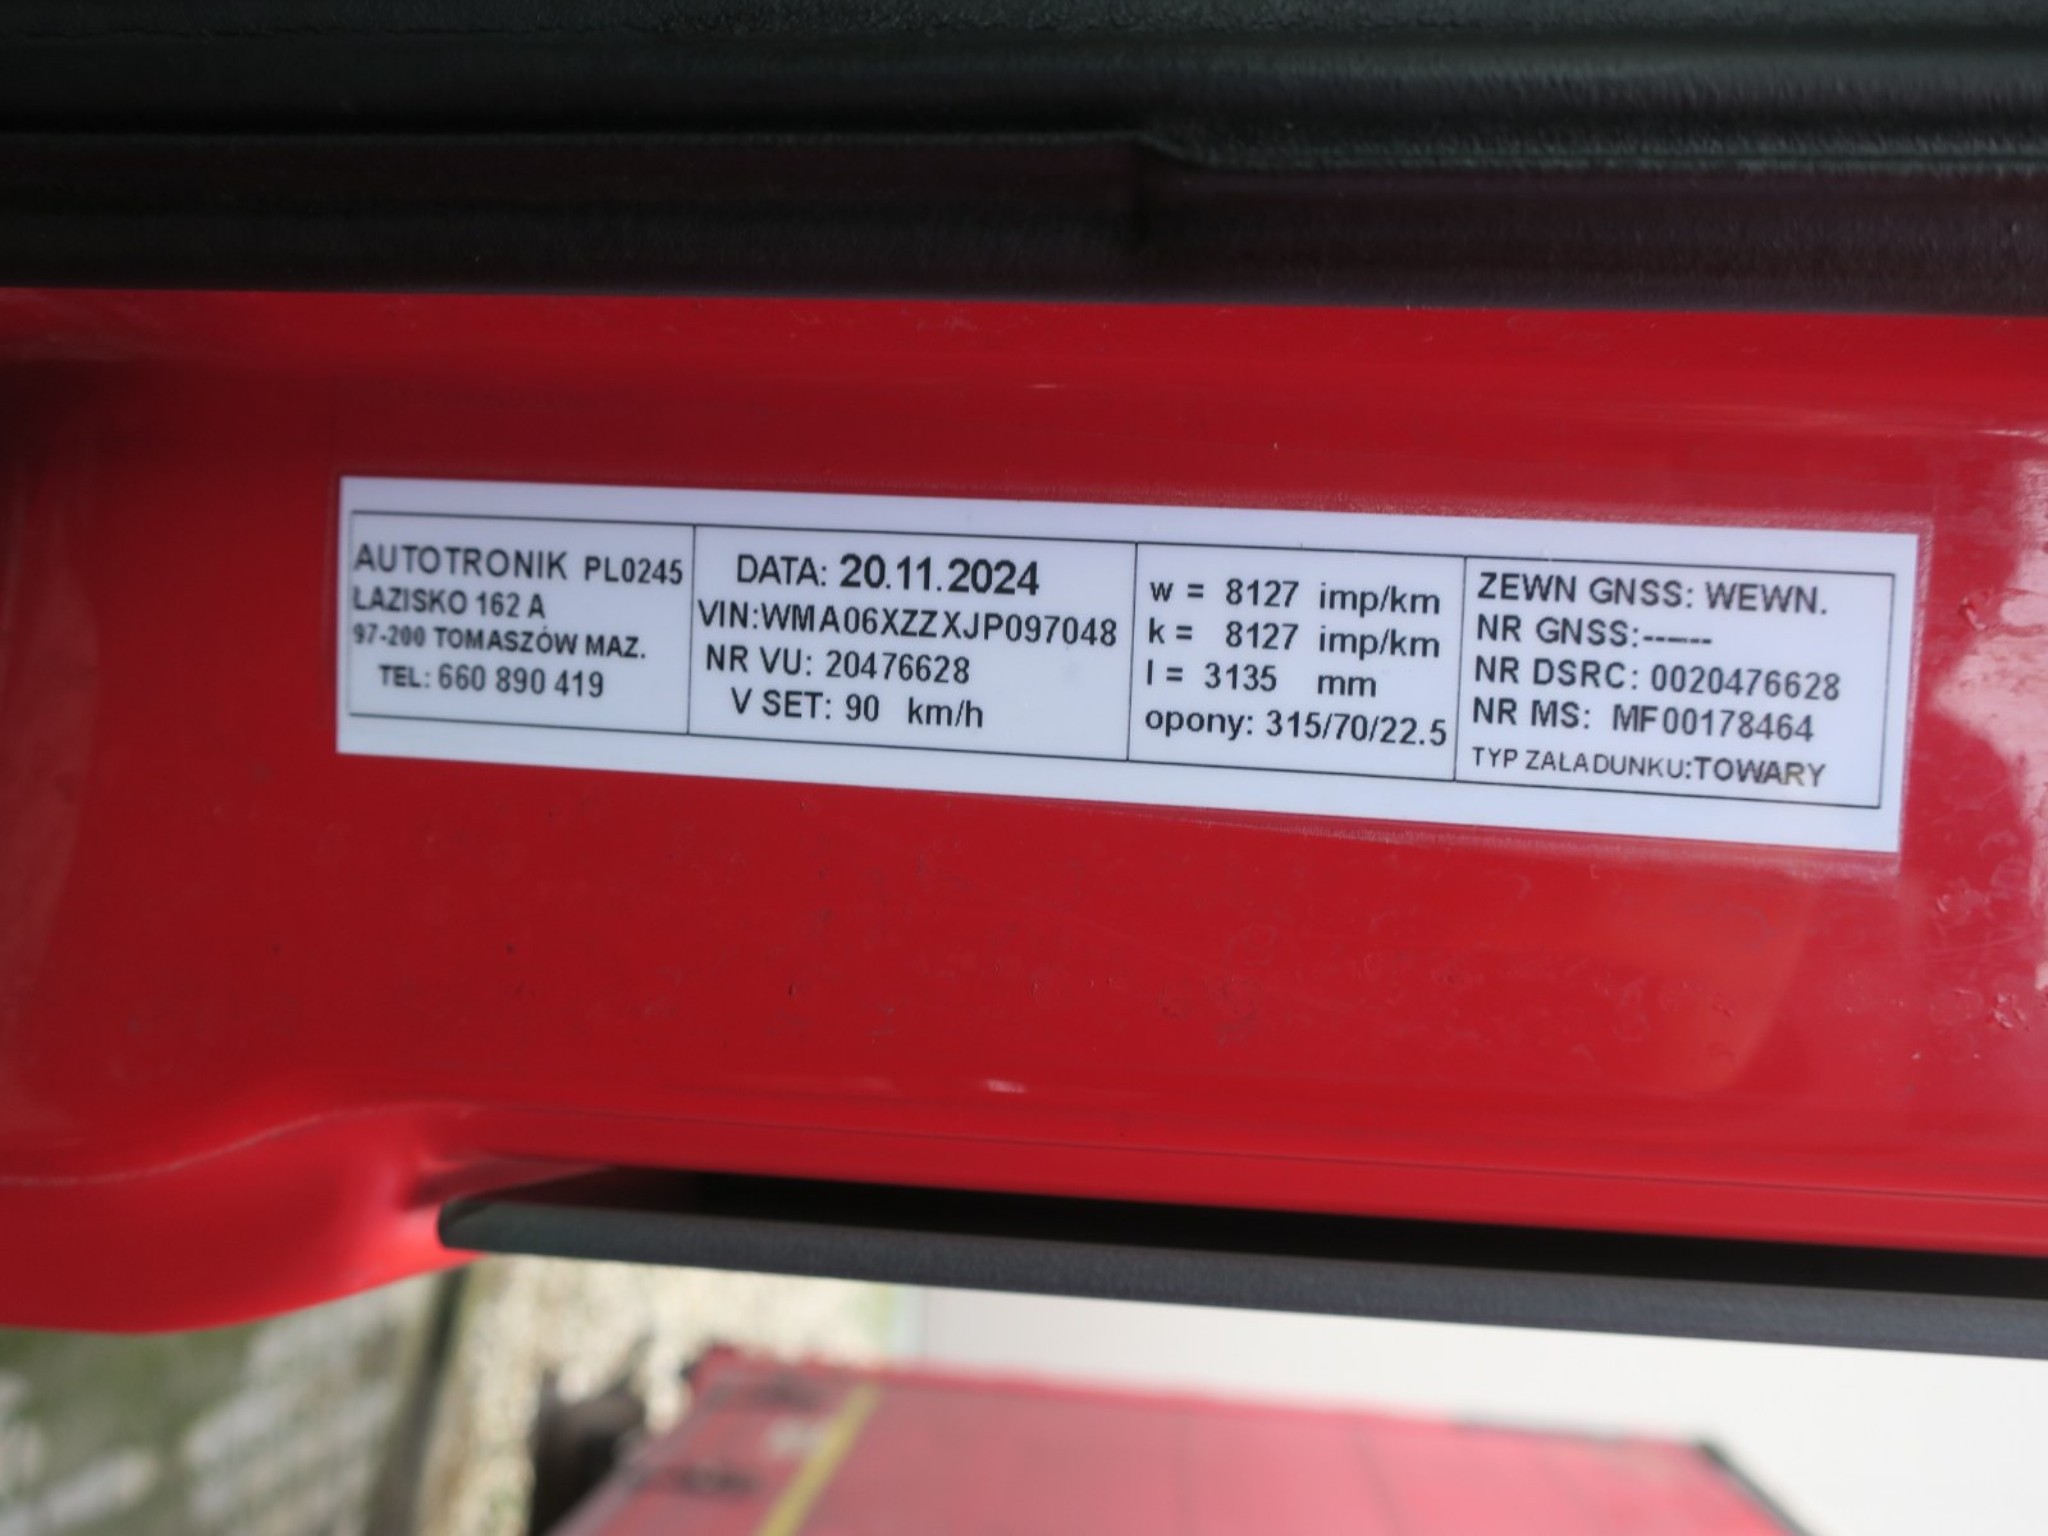 AUTOTRONIK PL0245
ŁAZISKO 162 A
97-200 TOMASZÓW MAZ.
TEL: 660 890 419
DATA: 20.11.2024
VIN:WMA06XZZXJP097048
NR VU: 20476628
V SET: 90 km/h
w = 8127 imp/km
k = 8127 imp/km
l = 3135 mm
opony: 315/70/22.5
ZEWN GNSS: WEWN.
NR GNSS:------
NR DSRC: 0020476628
NR MS: MF00178464
TYP ZAŁADUNKU:TOWARY